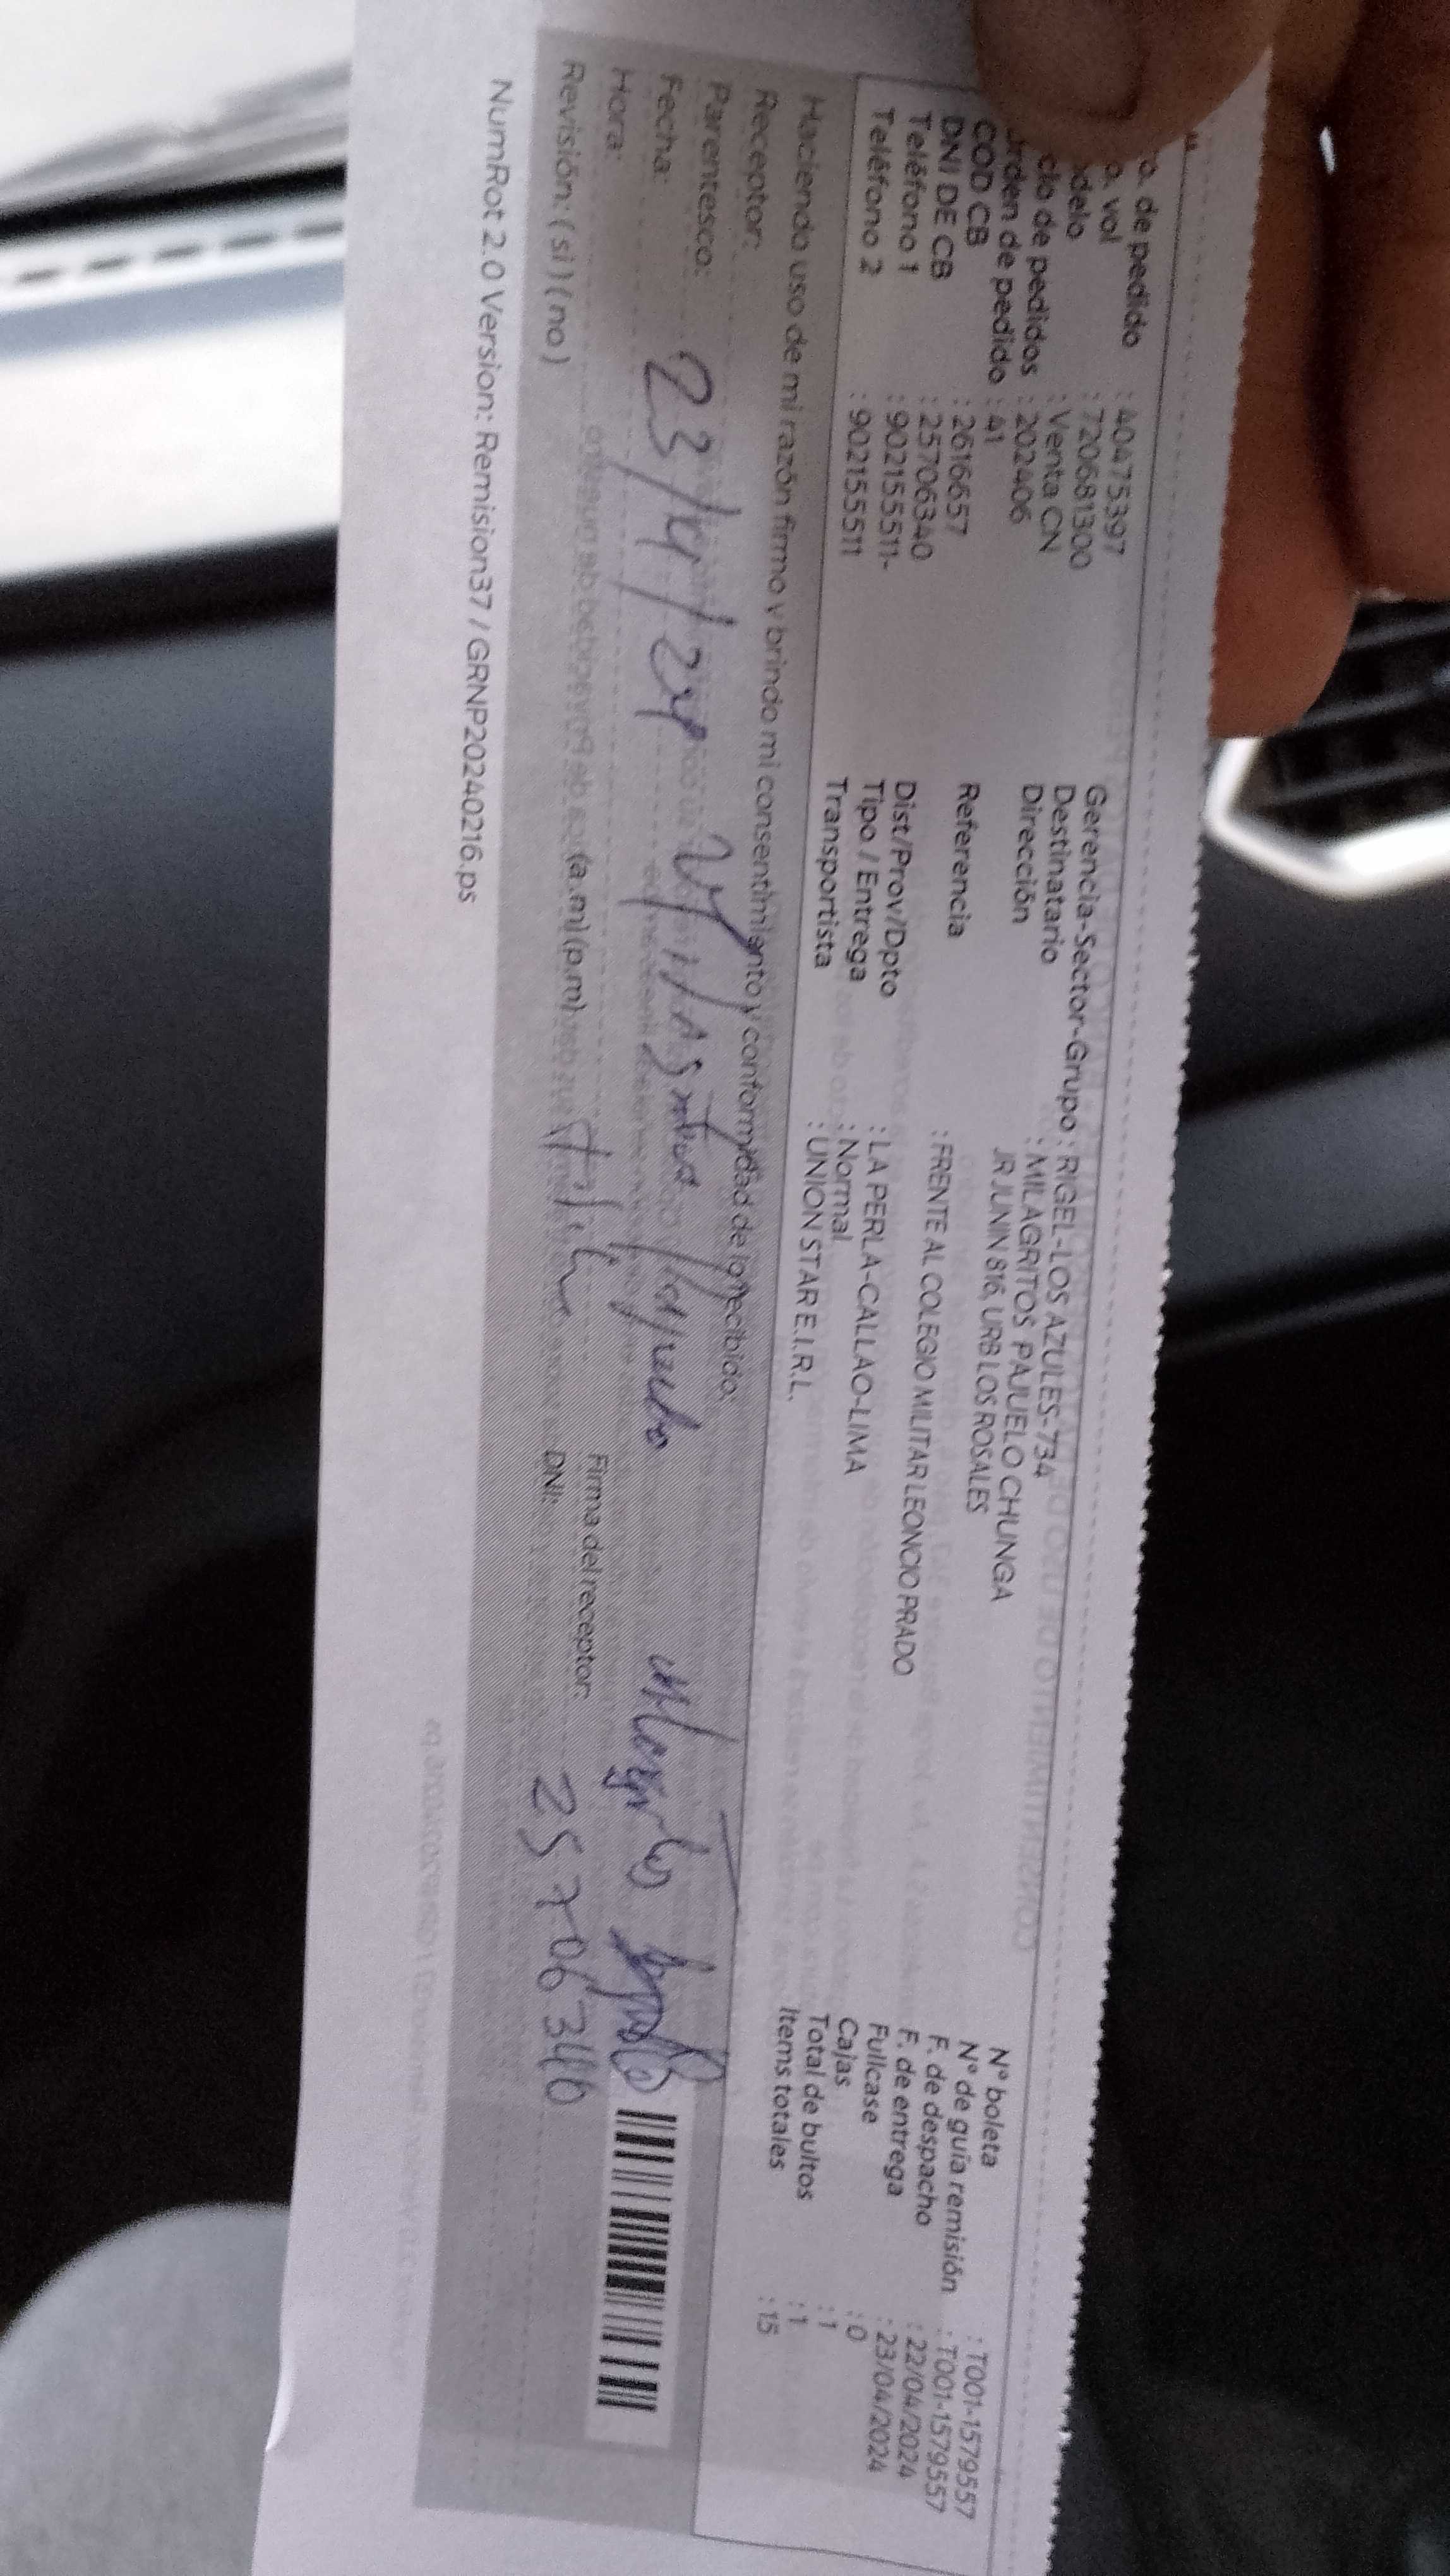 o. de pedido : 40475397
o. vol : 720681300
delo : Venta CN
clo de pedidos : 202406
rden de pedido : 41
COD CB : 2616657
DNI DE CB : 25706340
Teléfono 1 : 902155511-
Teléfono 2 : 902155511
Gerencia-Sector-Grupo : RIGEL-LOS AZULES-734
Destinatario : MILAGRITOS PAJUELO CHUNGA
Dirección JR JUNIN 816, URB LOS ROSALES
Referencia : FRENTE AL COLEGIO MILITAR LEONCIO PRADO
Dist/Prov/Dpto : LA PERLA-CALLAO-LIMA
Tipo / Entrega : Normal
Transportista : UNION STAR E.I.R.L.
Nº boleta : T001-1579557
Nº de guía remisión : T001-1579557
F. de despacho : 22/04/2024
F. de entrega : 23/04/2024
Fullcase : 0
Cajas : 1
Total de bultos : 1
Items totales : 15
Haciendo uso de mi razón firmo y brindo mi consentimiento y conformidad de lo recibido.
Receptor:
Parentesco:
Fecha: 23/4/24
Hora: (a.m) (p.m)
Revisión: ( si ) ( no )
Firma del receptor:
DNI: 25706340
NumRot 2.0 Version: Remision37 / GRNP20240216.ps